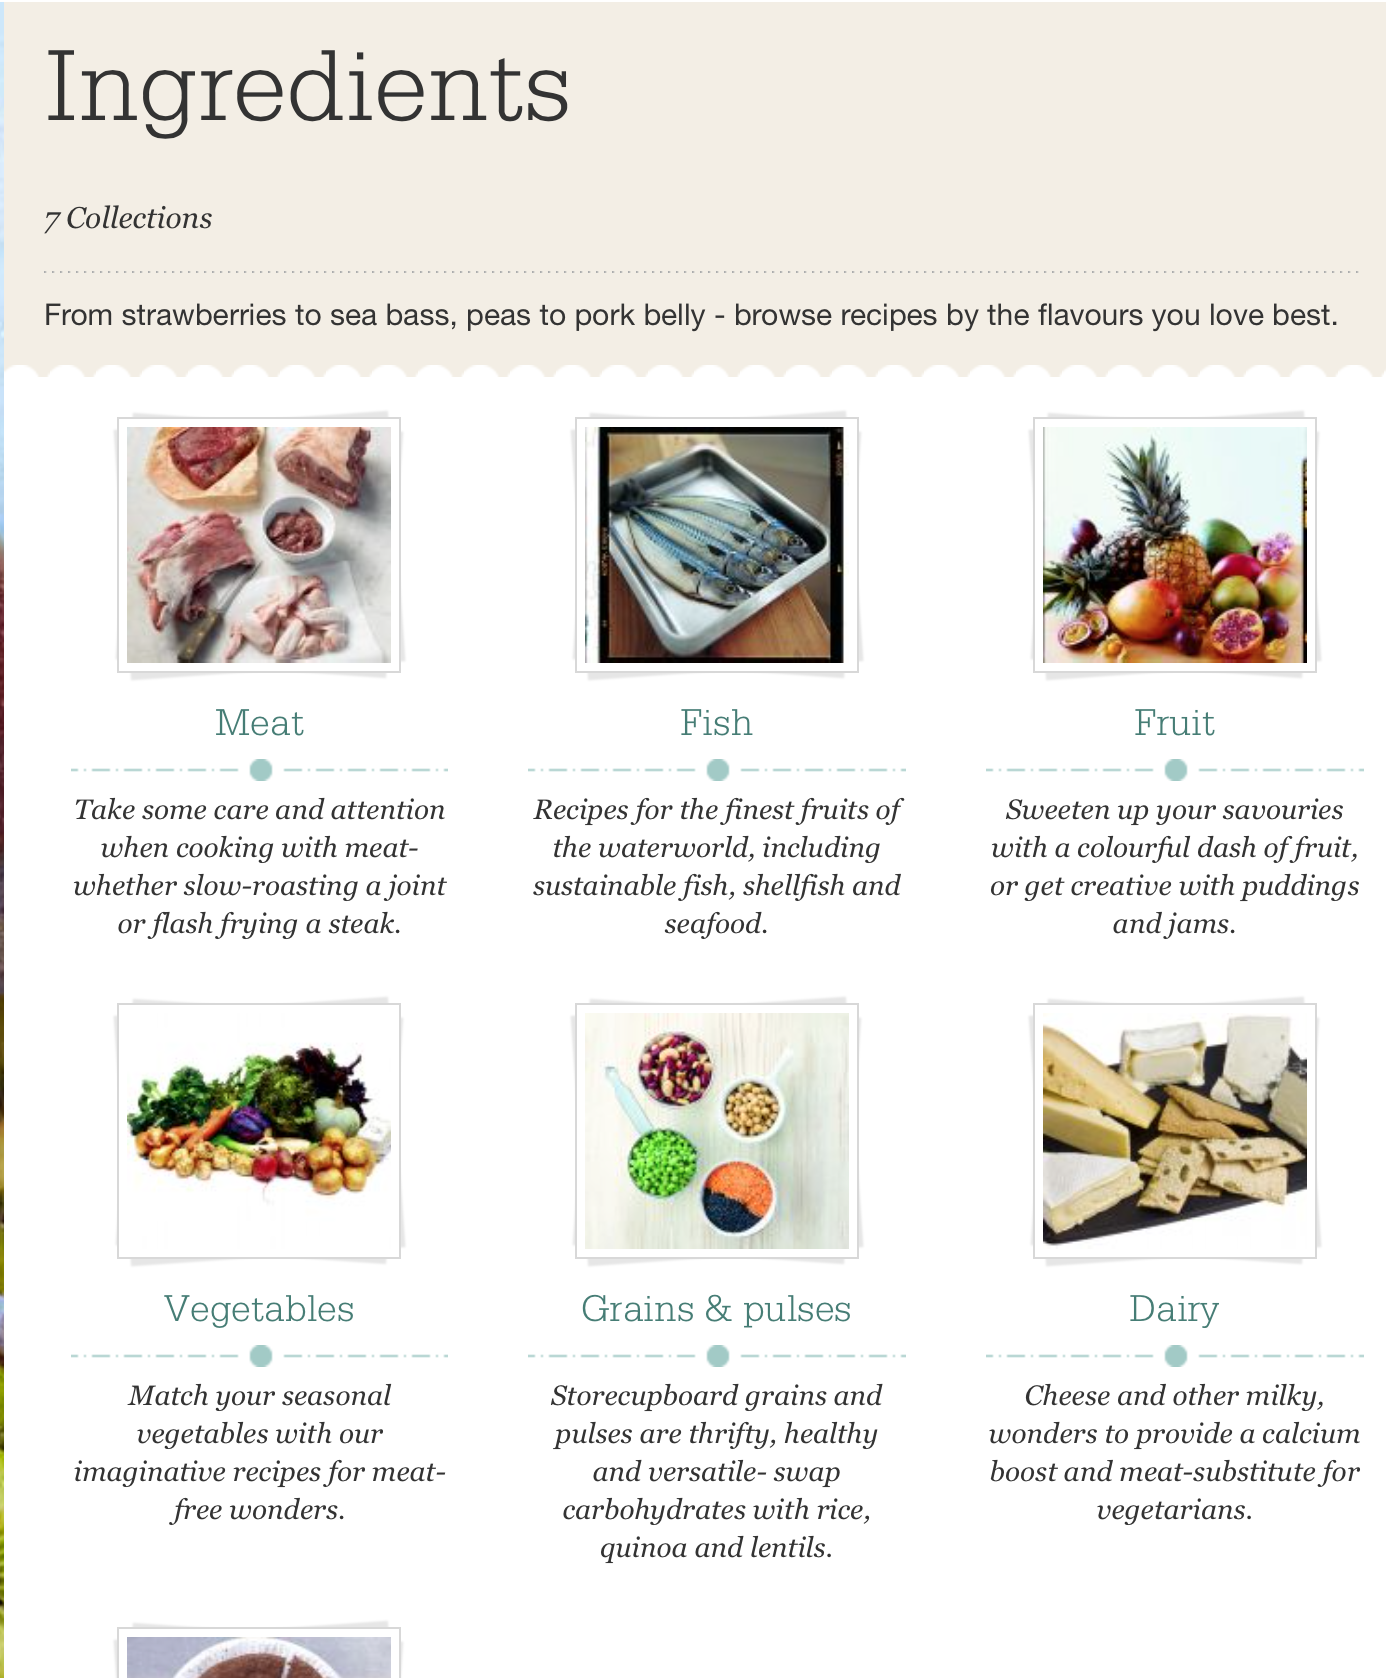 Ingredients
7 Collections
From strawberries to sea bass, peas to pork belly - browse recipes by the flavours you love best.
Meat
Take some care and attention
when cooking with meat-
whether slow-roasting a joint
or flash frying a steak.
Fish
Recipes for the finest fruits of
the waterworld, including
sustainable fish, shellfish and
seafood.
Fruit
Sweeten up your savouries
with a colourful dash of fruit,
or get creative with puddings
and jams.
Vegetables
Match your seasonal
vegetables with our
imaginative recipes for meat-
free wonders.
Grains & pulses
Storecupboard grains and
pulses are thrifty, healthy
and versatile- swap
carbohydrates with rice,
quinoa and lentils.
Dairy
Cheese and other milky,
wonders to provide a calcium
boost and meat-substitute for
vegetarians.